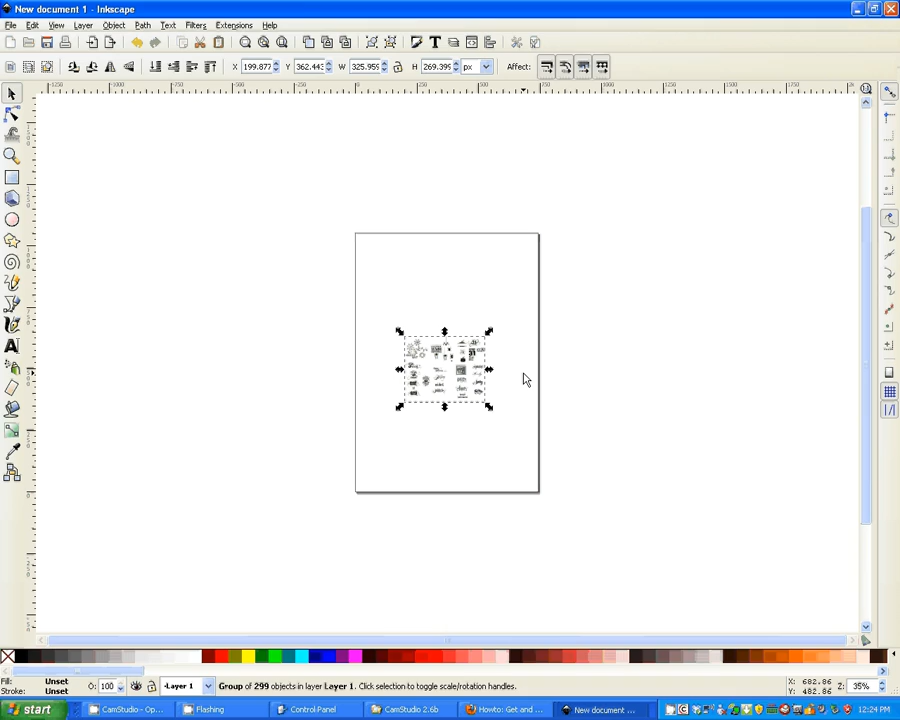 New document 1 - Inkscape
File Edit View Layer Object Path Text Filters Extensions Help
X 199.877 Y 362.443 W 325.959 H 269.399 px Affect:
Fill: Unset
Stroke: Unset
O: 100
Layer 1
Group of 299 objects in layer Layer 1. Click selection to toggle scale/rotation handles.
X: 682.86
Y: 482.86
Z: 35%
start
CamStudio - Op...
Flashing
Control Panel
CamStudio 2.6b
Howto: Get and ...
New document ...
12:24 PM